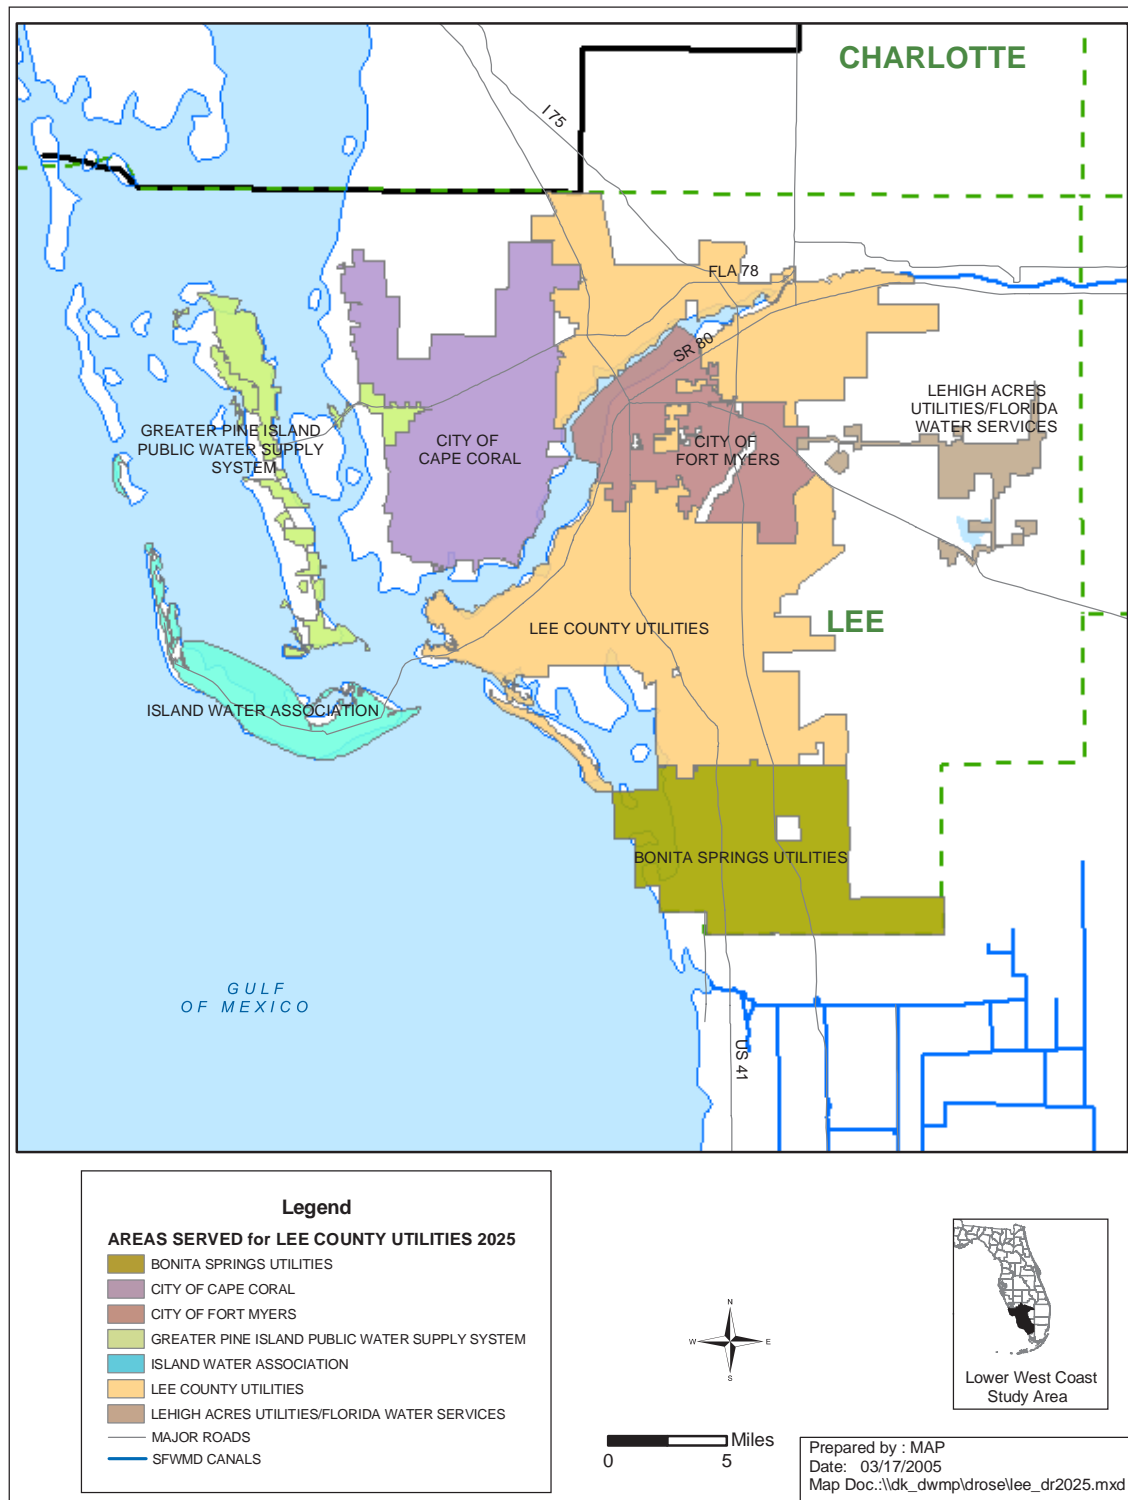 CHARLOTTE
I 75
FLA 78
SR 80
LEHIGH ACRES
UTILITIES/FLORIDA
WATER SERVICES
GREATER PINE ISLAND
PUBLIC WATER SUPPLY
SYSTEM
CITY OF
CAPE CORAL
CITY OF
FORT MYERS
LEE COUNTY UTILITIES
LEE
ISLAND WATER ASSOCIATION
BONITA SPRINGS UTILITIES
GULF
OF MEXICO
US 41
Legend
AREAS SERVED for LEE COUNTY UTILITIES 2025
BONITA SPRINGS UTILITIES
CITY OF CAPE CORAL
CITY OF FORT MYERS
GREATER PINE ISLAND PUBLIC WATER SUPPLY SYSTEM
ISLAND WATER ASSOCIATION
LEE COUNTY UTILITIES
LEHIGH ACRES UTILITIES/FLORIDA WATER SERVICES
MAJOR ROADS
SFWMD CANALS
N
W E
S
Miles
0 5
Lower West Coast
Study Area
Prepared by : MAP
Date: 03/17/2005
Map Doc.:\\dk_dwmp\drose\lee_dr2025.mxd